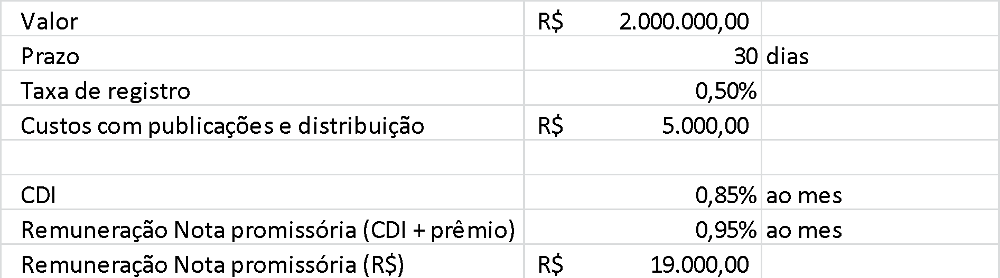 Valor R$ 2.000.000,00
Prazo 30 dias
Taxa de registro 0,50%
Custos com publicações e distribuição R$ 5.000,00
CDI 0,85% ao mes
Remuneração Nota promissória (CDI + prêmio) 0,95% ao mes
Remuneração Nota promissória (R$) R$ 19.000,00